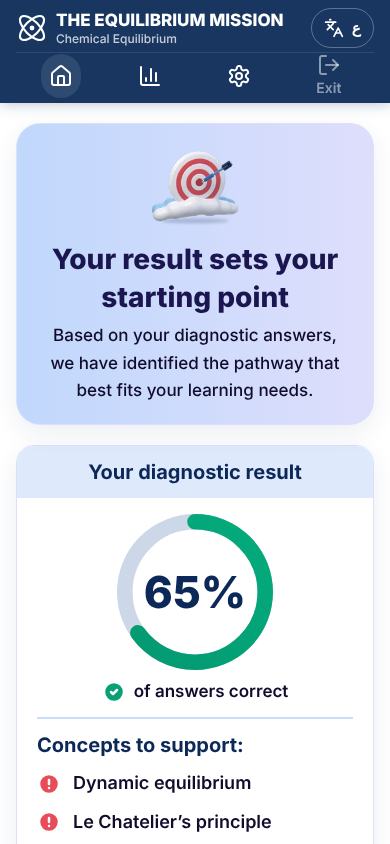 THE EQUILIBRIUM MISSION
Chemical Equilibrium
ع
Exit
Your result sets your
starting point
Based on your diagnostic answers,
we have identified the pathway that
best fits your learning needs.
Your diagnostic result
65%
of answers correct
Concepts to support:
Dynamic equilibrium
Le Chatelier’s principle